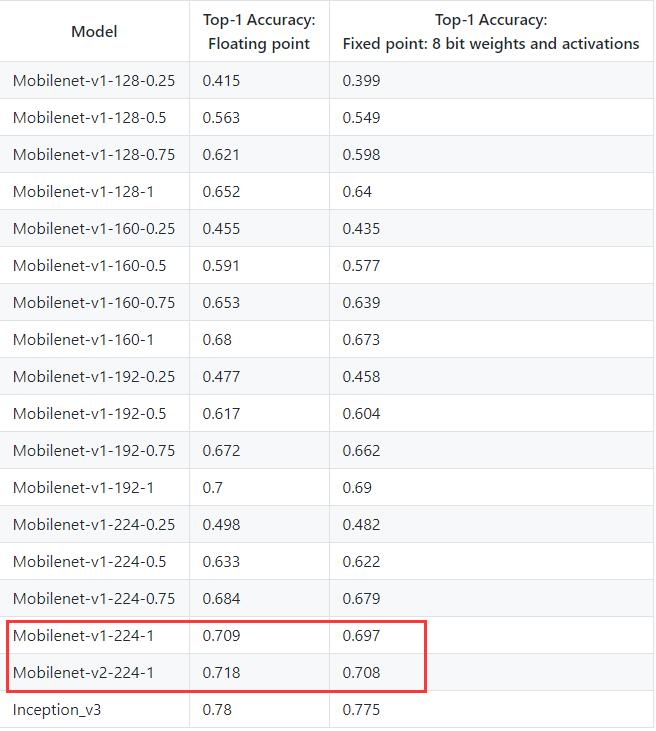 Model Top-1 Accuracy: Floating point Top-1 Accuracy: Fixed point: 8 bit weights and activations
Mobilenet-v1-128-0.25 0.415 0.399
Mobilenet-v1-128-0.5 0.563 0.549
Mobilenet-v1-128-0.75 0.621 0.598
Mobilenet-v1-128-1 0.652 0.64
Mobilenet-v1-160-0.25 0.455 0.435
Mobilenet-v1-160-0.5 0.591 0.577
Mobilenet-v1-160-0.75 0.653 0.639
Mobilenet-v1-160-1 0.68 0.673
Mobilenet-v1-192-0.25 0.477 0.458
Mobilenet-v1-192-0.5 0.617 0.604
Mobilenet-v1-192-0.75 0.672 0.662
Mobilenet-v1-192-1 0.7 0.69
Mobilenet-v1-224-0.25 0.498 0.482
Mobilenet-v1-224-0.5 0.633 0.622
Mobilenet-v1-224-0.75 0.684 0.679
Mobilenet-v1-224-1 0.709 0.697
Mobilenet-v2-224-1 0.718 0.708
Inception_v3 0.78 0.775